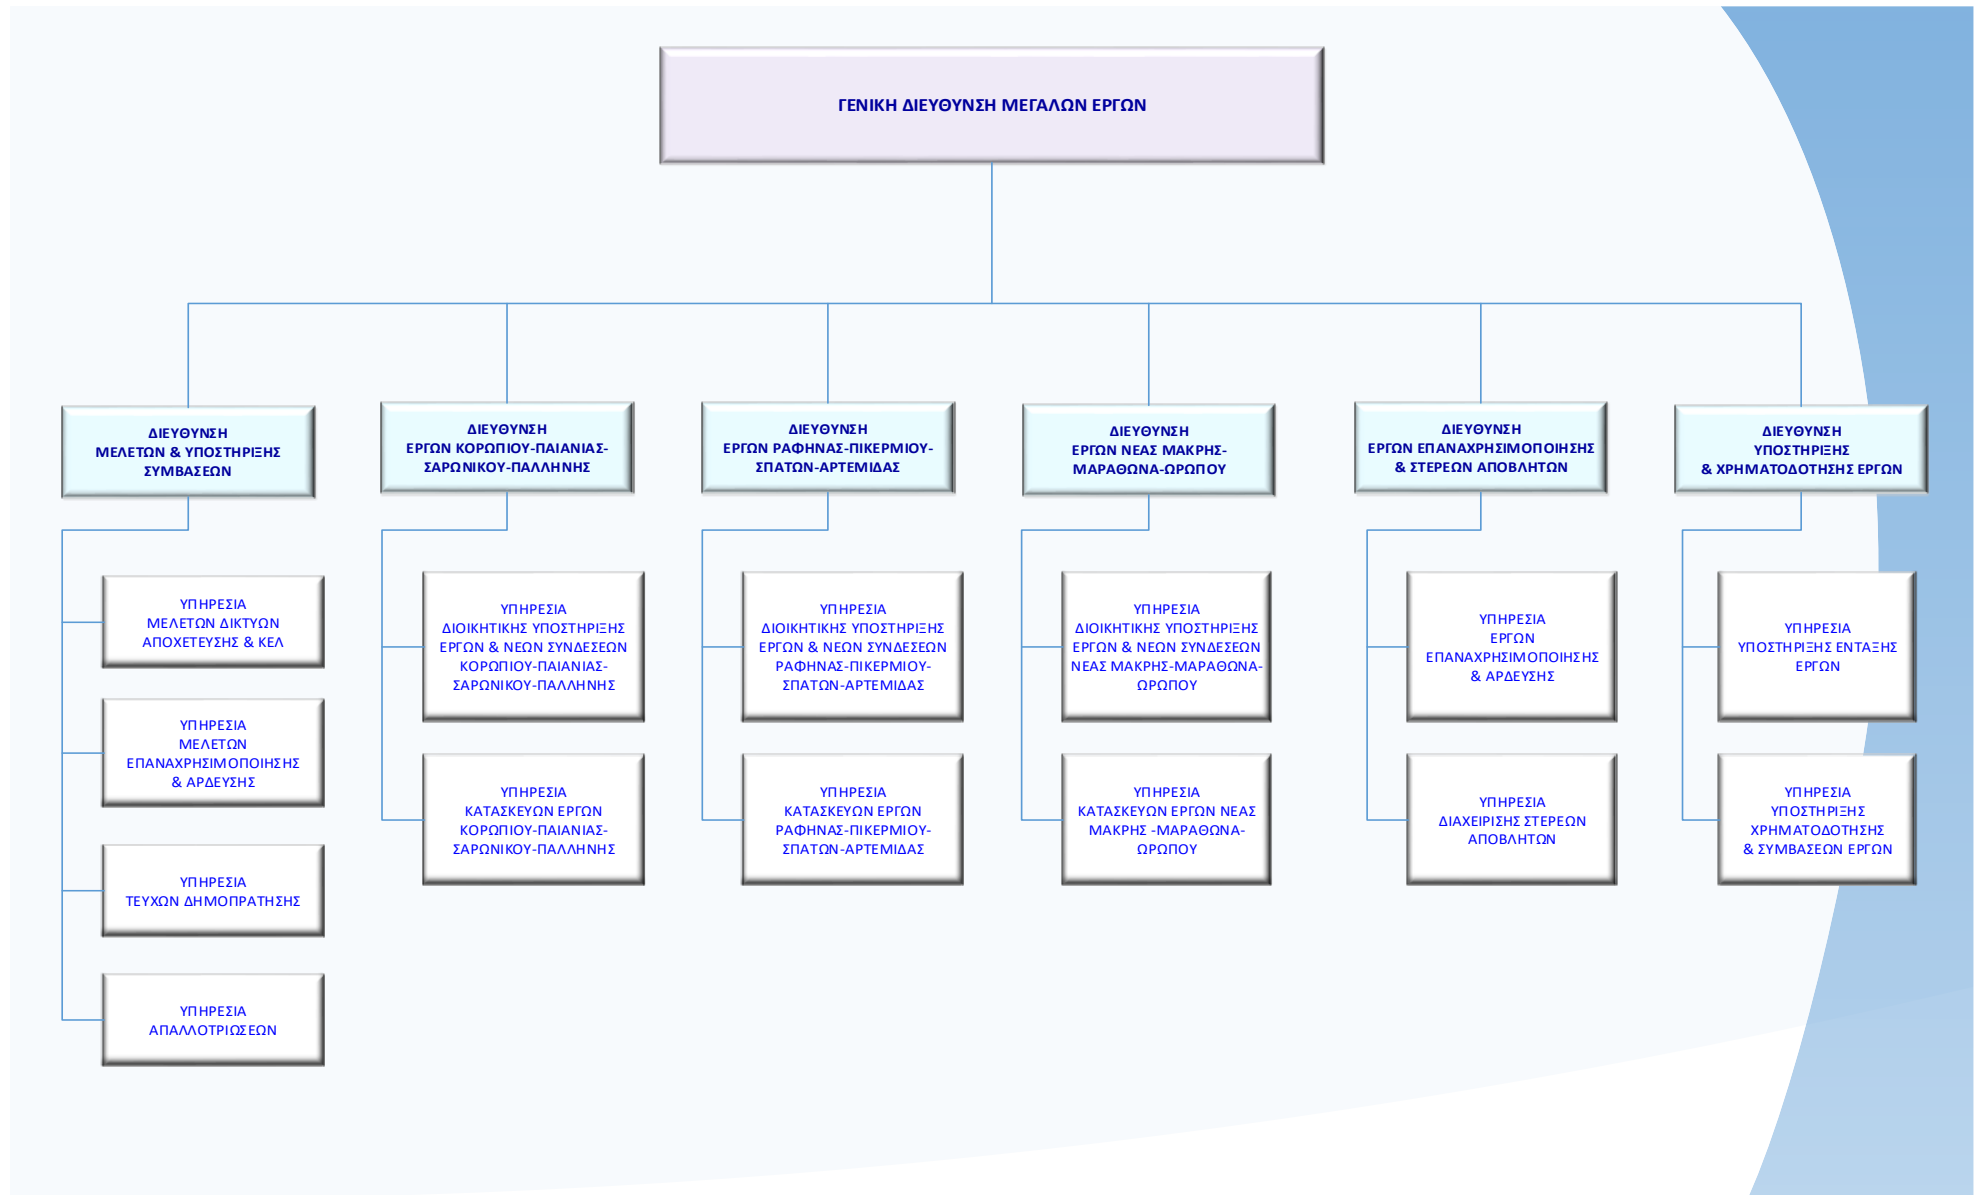 ΓΕΝΙΚΗ ΔΙΕΥΘΥΝΣΗ ΜΕΓΑΛΩΝ ΕΡΓΩΝ
ΔΙΕΥΘΥΝΣΗ
ΜΕΛΕΤΩΝ & ΥΠΟΣΤΗΡΙΞΗΣ
ΣΥΜΒΑΣΕΩΝ
ΥΠΗΡΕΣΙΑ
ΜΕΛΕΤΩΝ ΔΙΚΤΥΩΝ
ΑΠΟΧΕΤΕΥΣΗΣ & ΚΕΛ
ΥΠΗΡΕΣΙΑ
ΜΕΛΕΤΩΝ
ΕΠΑΝΑΧΡΗΣΙΜΟΠΟΙΗΣΗΣ
& ΑΡΔΕΥΣΗΣ
ΥΠΗΡΕΣΙΑ
ΤΕΥΧΩΝ ΔΗΜΟΠΡΑΤΗΣΗΣ
ΥΠΗΡΕΣΙΑ
ΑΠΑΛΛΟΤΡΙΩΣΕΩΝ
ΔΙΕΥΘΥΝΣΗ
ΕΡΓΩΝ ΚΟΡΩΠΙΟΥ-ΠΑΙΑΝΙΑΣ-
ΣΑΡΩΝΙΚΟΥ-ΠΑΛΛΗΝΗΣ
ΥΠΗΡΕΣΙΑ
ΔΙΟΙΚΗΤΙΚΗΣ ΥΠΟΣΤΗΡΙΞΗΣ
ΕΡΓΩΝ & ΝΕΩΝ ΣΥΝΔΕΣΕΩΝ
ΚΟΡΩΠΙΟΥ-ΠΑΙΑΝΙΑΣ-
ΣΑΡΩΝΙΚΟΥ-ΠΑΛΛΗΝΗΣ
ΥΠΗΡΕΣΙΑ
ΚΑΤΑΣΚΕΥΩΝ ΕΡΓΩΝ
ΚΟΡΩΠΙΟΥ-ΠΑΙΑΝΙΑΣ-
ΣΑΡΩΝΙΚΟΥ-ΠΑΛΛΗΝΗΣ
ΔΙΕΥΘΥΝΣΗ
ΕΡΓΩΝ ΡΑΦΗΝΑΣ-ΠΙΚΕΡΜΙΟΥ-
ΣΠΑΤΩΝ-ΑΡΤΕΜΙΔΑΣ
ΥΠΗΡΕΣΙΑ
ΔΙΟΙΚΗΤΙΚΗΣ ΥΠΟΣΤΗΡΙΞΗΣ
ΕΡΓΩΝ & ΝΕΩΝ ΣΥΝΔΕΣΕΩΝ
ΡΑΦΗΝΑΣ-ΠΙΚΕΡΜΙΟΥ-
ΣΠΑΤΩΝ-ΑΡΤΕΜΙΔΑΣ
ΥΠΗΡΕΣΙΑ
ΚΑΤΑΣΚΕΥΩΝ ΕΡΓΩΝ
ΡΑΦΗΝΑΣ-ΠΙΚΕΡΜΙΟΥ-
ΣΠΑΤΩΝ-ΑΡΤΕΜΙΔΑΣ
ΔΙΕΥΘΥΝΣΗ
ΕΡΓΩΝ ΝΕΑΣ ΜΑΚΡΗΣ-
ΜΑΡΑΘΩΝΑ-ΩΡΩΠΟΥ
ΥΠΗΡΕΣΙΑ
ΔΙΟΙΚΗΤΙΚΗΣ ΥΠΟΣΤΗΡΙΞΗΣ
ΕΡΓΩΝ & ΝΕΩΝ ΣΥΝΔΕΣΕΩΝ
ΝΕΑΣ ΜΑΚΡΗΣ-ΜΑΡΑΘΩΝΑ-
ΩΡΩΠΟΥ
ΥΠΗΡΕΣΙΑ
ΚΑΤΑΣΚΕΥΩΝ ΕΡΓΩΝ ΝΕΑΣ
ΜΑΚΡΗΣ -ΜΑΡΑΘΩΝΑ-
ΩΡΩΠΟΥ
ΔΙΕΥΘΥΝΣΗ
ΕΡΓΩΝ ΕΠΑΝΑΧΡΗΣΙΜΟΠΟΙΗΣΗΣ
& ΣΤΕΡΕΩΝ ΑΠΟΒΛΗΤΩΝ
ΥΠΗΡΕΣΙΑ
ΕΡΓΩΝ
ΕΠΑΝΑΧΡΗΣΙΜΟΠΟΙΗΣΗΣ
& ΑΡΔΕΥΣΗΣ
ΥΠΗΡΕΣΙΑ
ΔΙΑΧΕΙΡΙΣΗΣ ΣΤΕΡΕΩΝ
ΑΠΟΒΛΗΤΩΝ
ΔΙΕΥΘΥΝΣΗ
ΥΠΟΣΤΗΡΙΞΗΣ
& ΧΡΗΜΑΤΟΔΟΤΗΣΗΣ ΕΡΓΩΝ
ΥΠΗΡΕΣΙΑ
ΥΠΟΣΤΗΡΙΞΗΣ ΕΝΤΑΞΗΣ
ΕΡΓΩΝ
ΥΠΗΡΕΣΙΑ
ΥΠΟΣΤΗΡΙΞΗΣ
ΧΡΗΜΑΤΟΔΟΤΗΣΗΣ
& ΣΥΜΒΑΣΕΩΝ ΕΡΓΩΝ